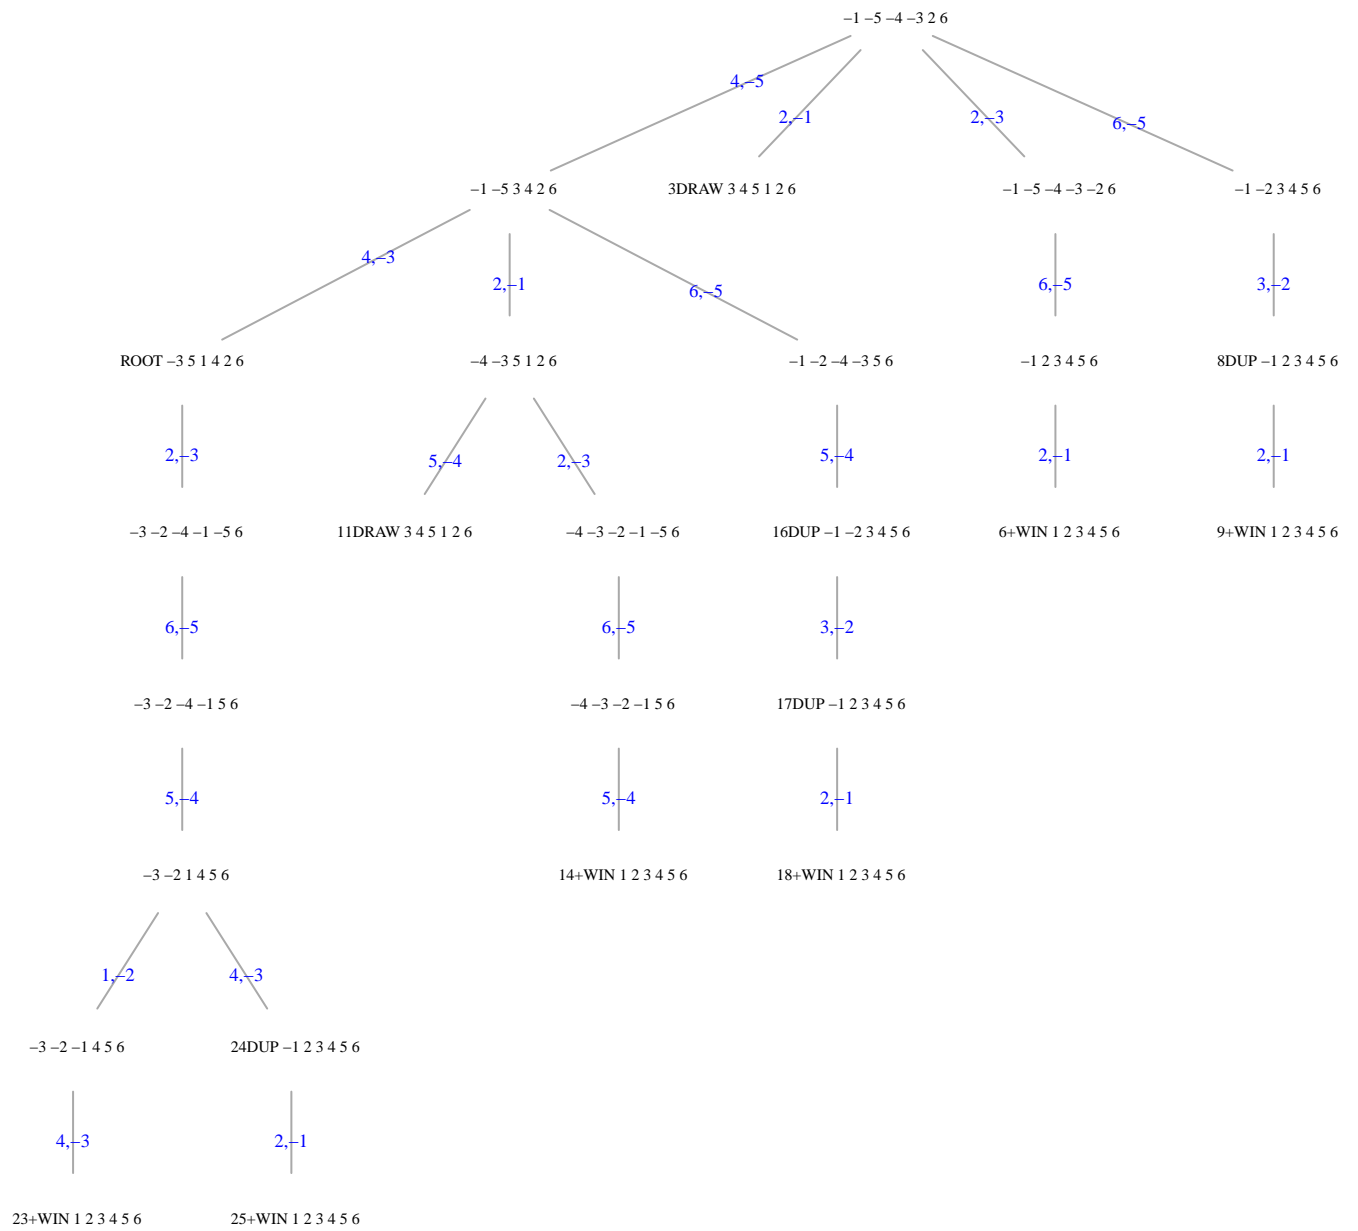 −1 −5 −4 −3 2 6
4,−5
2,−1
2,−3
6,−5
−1 −5 3 4 2 6
3DRAW 3 4 5 1 2 6
−1 −5 −4 −3 −2 6
−1 −2 3 4 5 6
4,−3
2,−1
6,−5
6,−5
3,−2
ROOT −3 5 1 4 2 6
−4 −3 5 1 2 6
−1 −2 −4 −3 5 6
−1 2 3 4 5 6
8DUP −1 2 3 4 5 6
2,−3
5,−4
2,−3
5,−4
2,−1
2,−1
−3 −2 −4 −1 −5 6
11DRAW 3 4 5 1 2 6
−4 −3 −2 −1 −5 6
16DUP −1 −2 3 4 5 6
6+WIN 1 2 3 4 5 6
9+WIN 1 2 3 4 5 6
6,−5
6,−5
3,−2
−3 −2 −4 −1 5 6
−4 −3 −2 −1 5 6
17DUP −1 2 3 4 5 6
5,−4
5,−4
2,−1
−3 −2 1 4 5 6
14+WIN 1 2 3 4 5 6
18+WIN 1 2 3 4 5 6
1,−2
4,−3
−3 −2 −1 4 5 6
24DUP −1 2 3 4 5 6
4,−3
2,−1
23+WIN 1 2 3 4 5 6
25+WIN 1 2 3 4 5 6